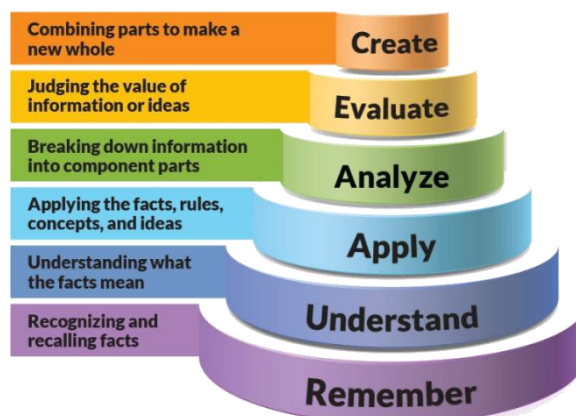 Combining parts to make a
new whole
Create
Judging the value of
information or ideas
Evaluate
Breaking down information
into component parts
Analyze
Applying the facts, rules,
concepts, and ideas
Apply
Understanding what
the facts mean
Understand
Recognizing and
recalling facts
Remember